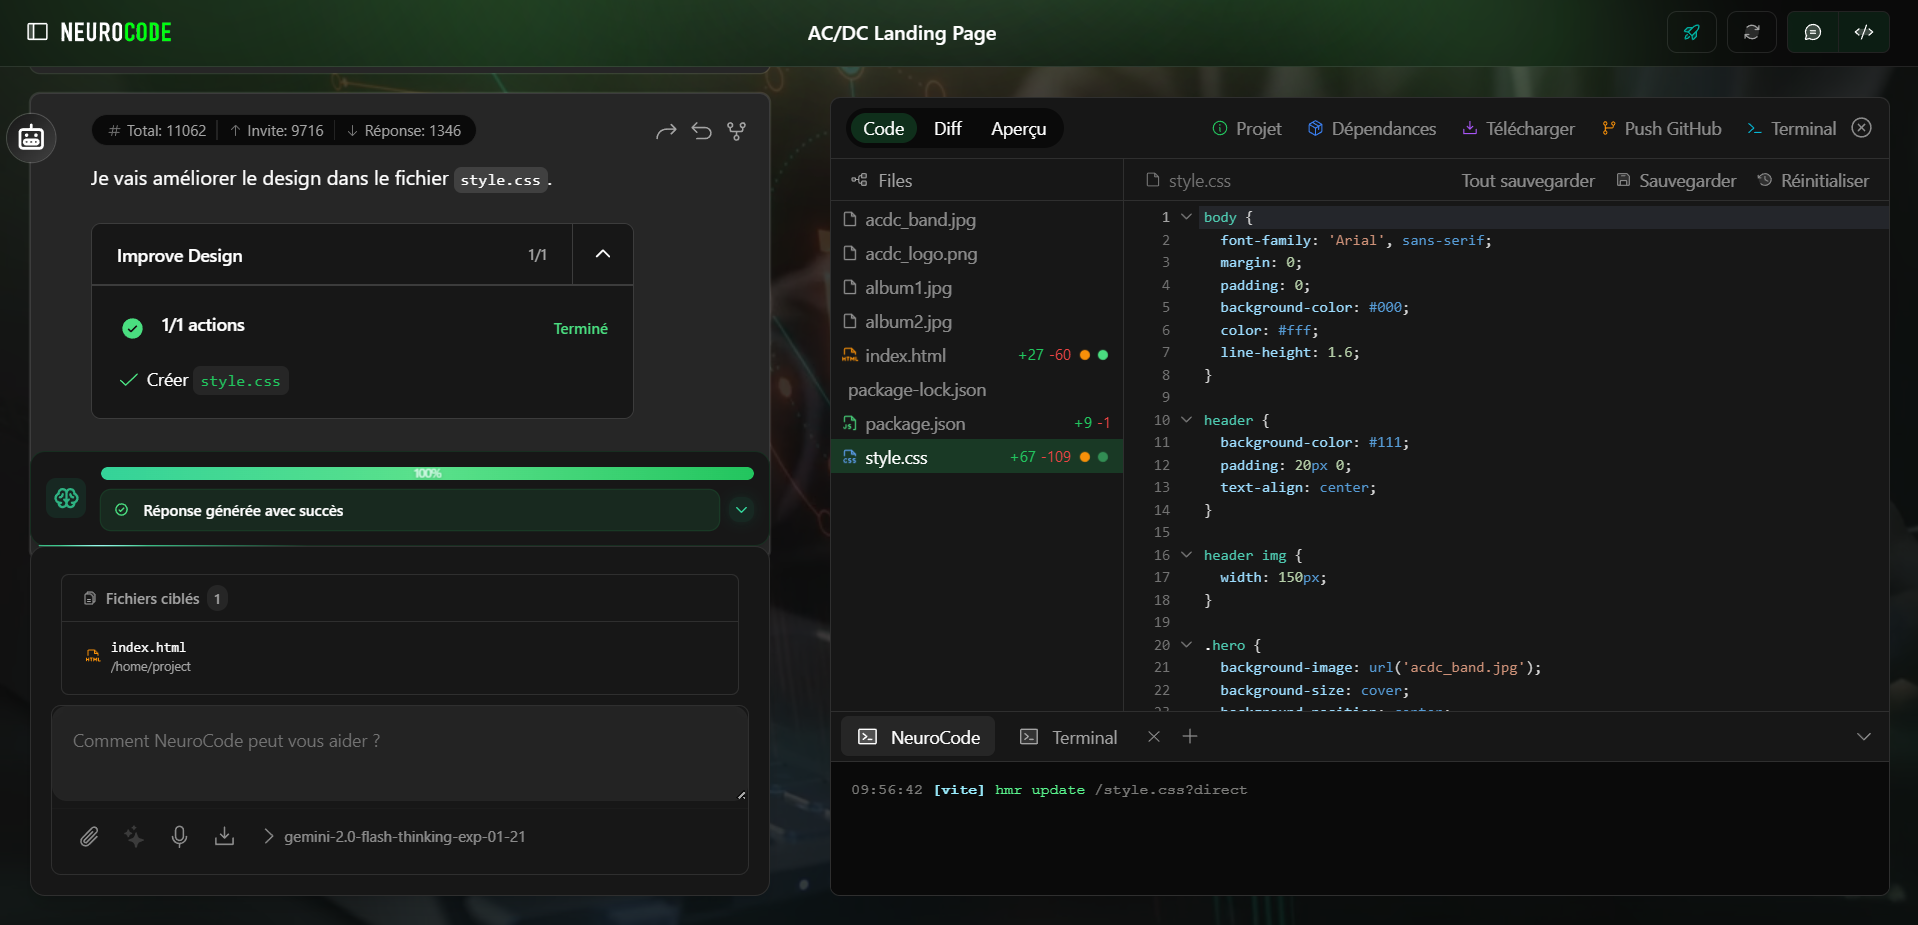 NEUROCODE
AC/DC Landing Page
# Total: 11062
↑ Invite: 9716
↓ Réponse: 1346
Je vais améliorer le design dans le fichier style.css.
Improve Design 1/1
1/1 actions Terminé
Créer style.css
100%
Réponse générée avec succès
Fichiers ciblés 1
index.html
/home/project
Comment NeuroCode peut vous aider ?
gemini-2.0-flash-thinking-exp-01-21
Code Diff Aperçu
Projet Dépendances Télécharger Push GitHub Terminal
Files
acdc_band.jpg
acdc_logo.png
album1.jpg
album2.jpg
index.html +27 -60
package-lock.json
package.json +9 -1
style.css +67 -109
style.css Tout sauvegarder Sauvegarder Réinitialiser
1 body {
2 font-family: 'Arial', sans-serif;
3 margin: 0;
4 padding: 0;
5 background-color: #000;
6 color: #fff;
7 line-height: 1.6;
8 }
9
10 header {
11 background-color: #111;
12 padding: 20px 0;
13 text-align: center;
14 }
15
16 header img {
17 width: 150px;
18 }
19
20 .hero {
21 background-image: url('acdc_band.jpg');
22 background-size: cover;
23 background-position: center;
NeuroCode Terminal
09:56:42 [vite] hmr update /style.css?direct